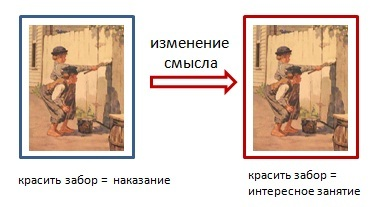 изменение
смысла
красить забор = наказание
красить забор =
интересное занятие